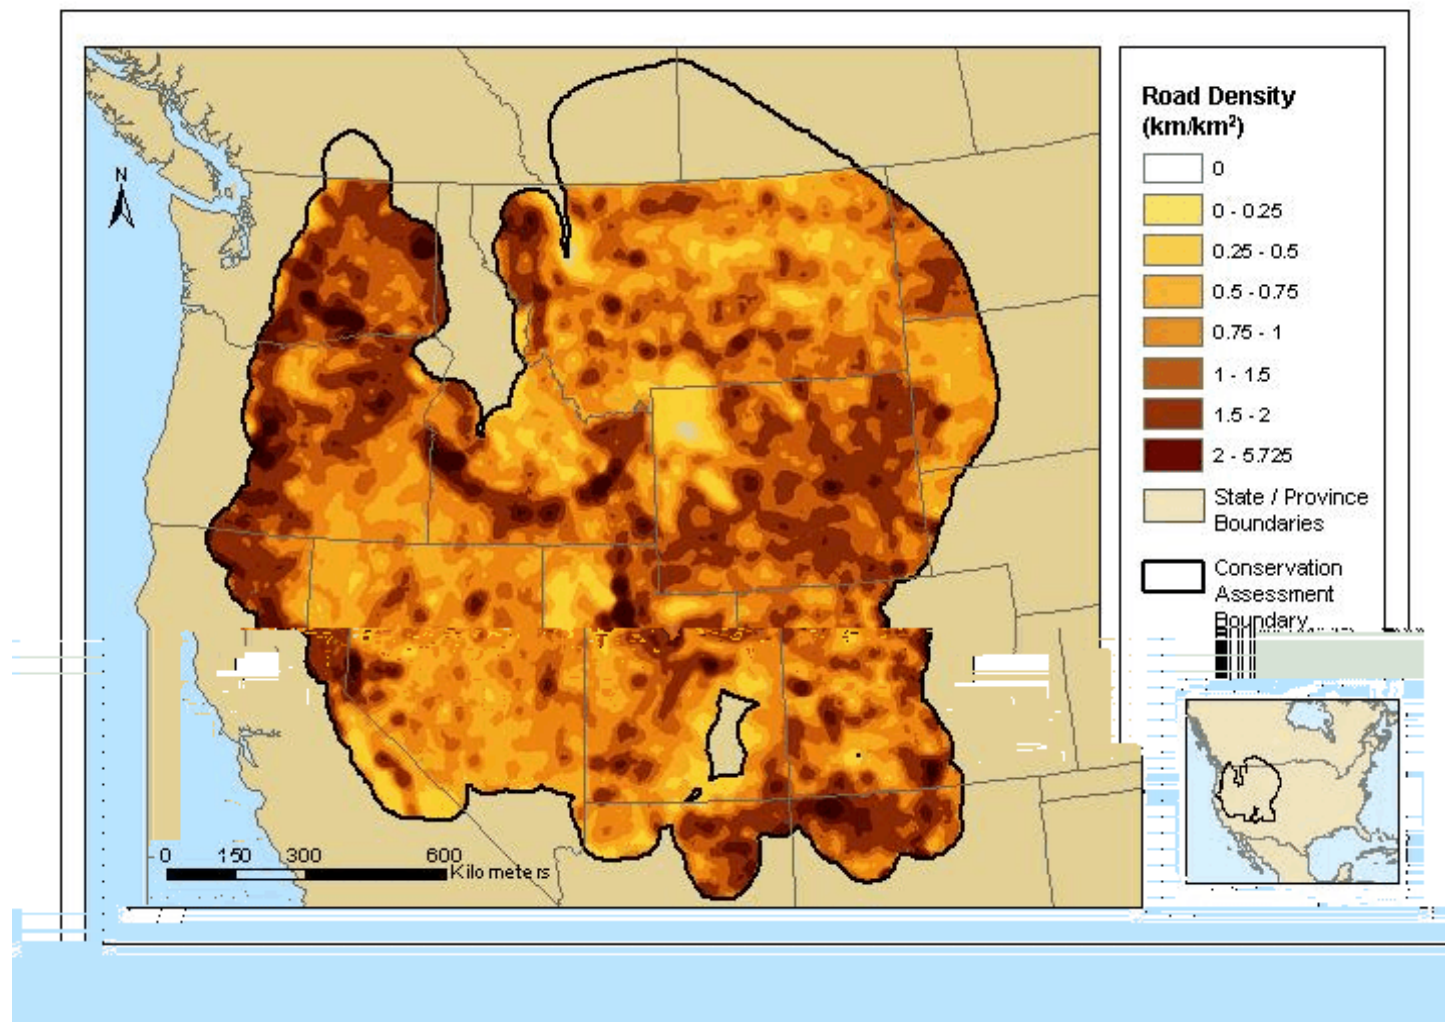 N
0 150 300 600
Kilometers
Road Density
(km/km²)
0
0 - 0.25
0.25 - 0.5
0.5 - 0.75
0.75 - 1
1 - 1.5
1.5 - 2
2 - 5.725
State / Province
Boundaries
Conservation
Assessment
Boundary